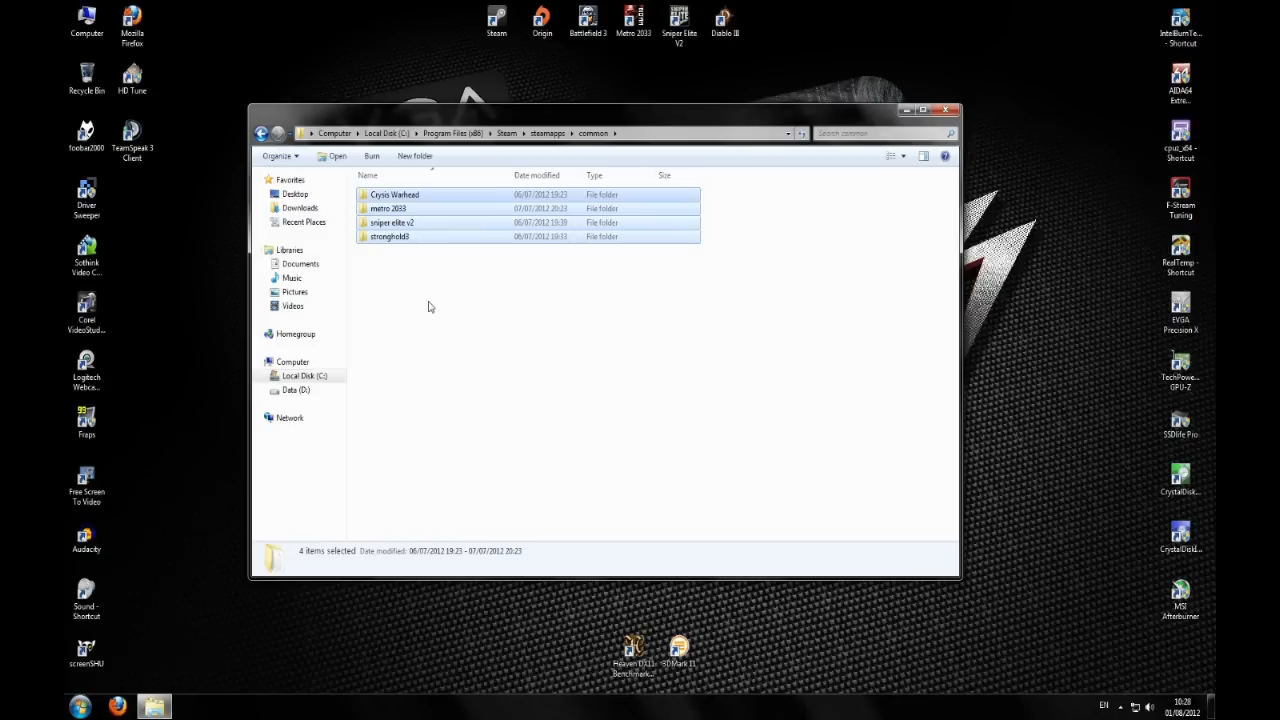 Computer
Mozilla
Firefox
Recycle Bin
HD Tune
foobar2000
TeamSpeak 3
Client
Driver
Sweeper
Sothink
Video C...
Corel
VideoStud...
Logitech
Webca...
Fraps
Free Screen
To Video
Audacity
Sound -
Shortcut
screenSHU
Steam
Origin
Battlefield 3
Metro 2033
Sniper Elite
V2
Diablo III
Computer Local Disk (C:) Program Files (x86) Steam steamapps common
Search common
Organize Open Burn New folder
Name Date modified Type Size
Crysis Warhead 06/07/2012 19:23 File folder
metro 2033 07/07/2012 20:23 File folder
sniper elite v2 06/07/2012 19:39 File folder
stronghold3 06/07/2012 19:33 File folder
Favorites
Desktop
Downloads
Recent Places
Libraries
Documents
Music
Pictures
Videos
Homegroup
Computer
Local Disk (C:)
Data (D:)
Network
4 items selected Date modified: 06/07/2012 19:23 - 07/07/2012 20:23
IntelBurnTe...
- Shortcut
AIDA64
Extre...
cpuz_x64 -
Shortcut
F-Stream
Tuning
RealTemp -
Shortcut
EVGA
Precision X
TechPowe...
GPU-Z
SSDlife Pro
CrystalDisk...
CrystalDiskI...
MSI
Afterburner
Heaven DX11
Benchmark...
3DMark 11
EN
10:28
01/08/2012